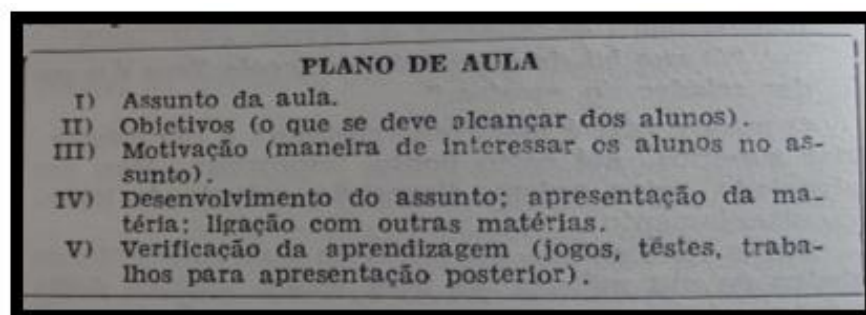 PLANO DE AULA
I) Assunto da aula.
II) Objetivos (o que se deve alcançar dos alunos).
III) Motivação (maneira de interessar os alunos no as-
sunto).
IV) Desenvolvimento do assunto; apresentação da ma-
téria; ligação com outras matérias.
V) Verificação da aprendizagem (jogos, têstes, traba-
lhos para apresentação posterior).